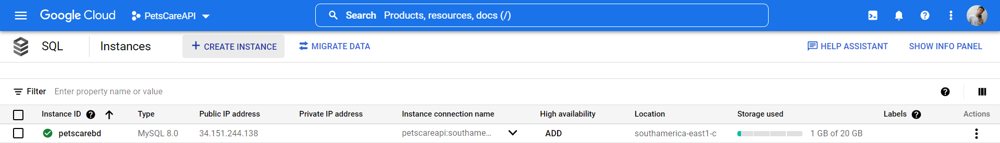 Google Cloud PetsCareAPI Search Products, resources, docs (/)
SQL Instances + CREATE INSTANCE MIGRATE DATA HELP ASSISTANT SHOW INFO PANEL
Filter Enter property name or value
Instance ID Type Public IP address Private IP address Instance connection name High availability Location Storage used Labels Actions
petscarebd MySQL 8.0 34.151.244.138 petscareapi:southame... ADD southamerica-east1-c 1 GB of 20 GB